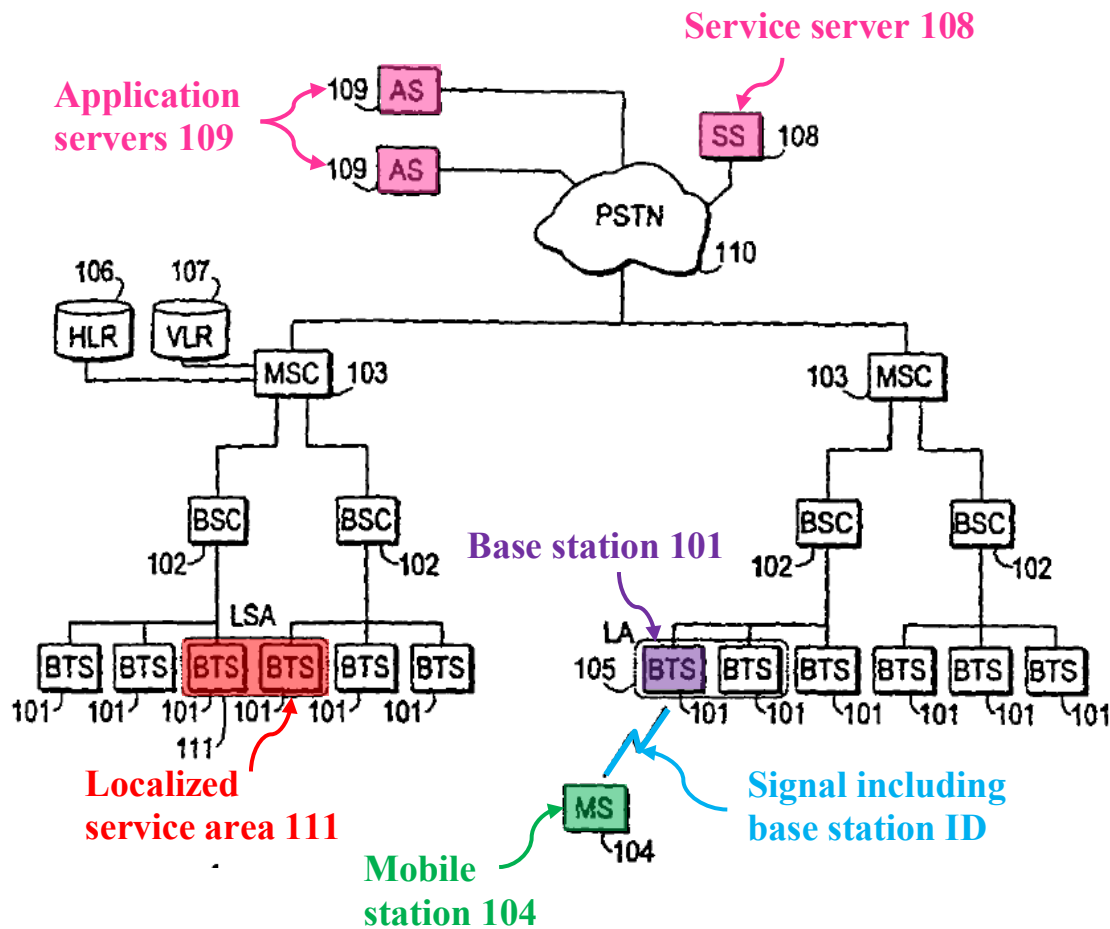 Service server 108
Application
servers 109
109 AS
SS 108
109 AS
PSTN
110
106 107
HLR VLR
MSC 103
103 MSC
BSC BSC
102 102
BSC BSC
102 102
Base station 101
LSA
LA
105
BTS BTS BTS BTS BTS BTS
BTS BTS BTS BTS BTS BTS
101 101 101 101 101 101
101 101 101 101 101 101
111
Localized
service area 111
Signal including
base station ID
MS
104
Mobile
station 104